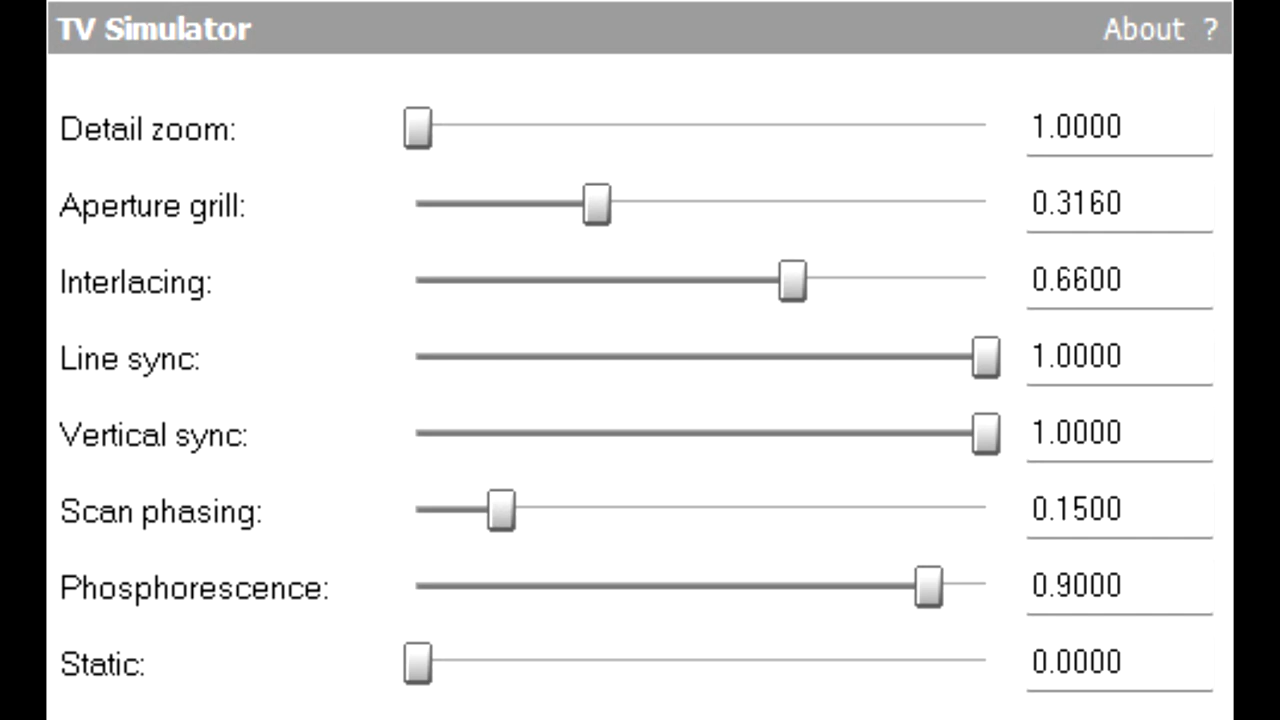 TV Simulator About ?
Detail zoom: 1.0000
Aperture grill: 0.3160
Interlacing: 0.6600
Line sync: 1.0000
Vertical sync: 1.0000
Scan phasing: 0.1500
Phosphorescence: 0.9000
Static: 0.0000